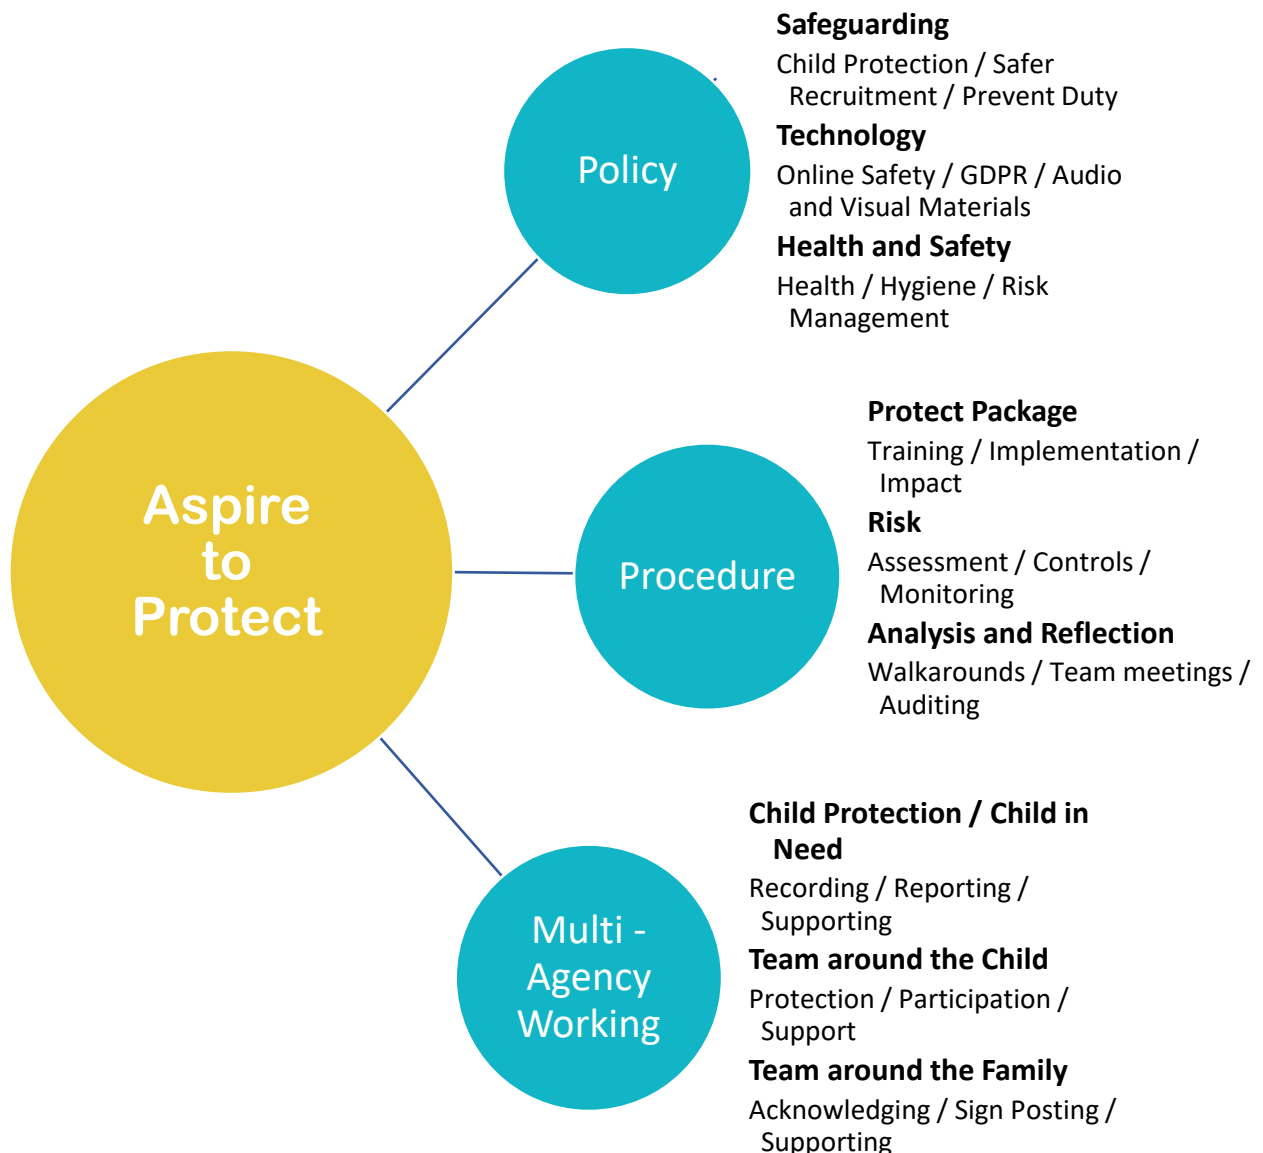 Safeguarding
Child Protection / Safer
Recruitment / Prevent Duty
Technology
Online Safety / GDPR / Audio
and Visual Materials
Health and Safety
Health / Hygiene / Risk
Management
Policy
Protect Package
Training / Implementation /
Impact
Risk
Assessment / Controls /
Monitoring
Analysis and Reflection
Walkarounds / Team meetings /
Auditing
Aspire
to
Protect
Procedure
Child Protection / Child in
Need
Recording / Reporting /
Supporting
Team around the Child
Protection / Participation /
Support
Team around the Family
Acknowledging / Sign Posting /
Supporting
Multi -
Agency
Working